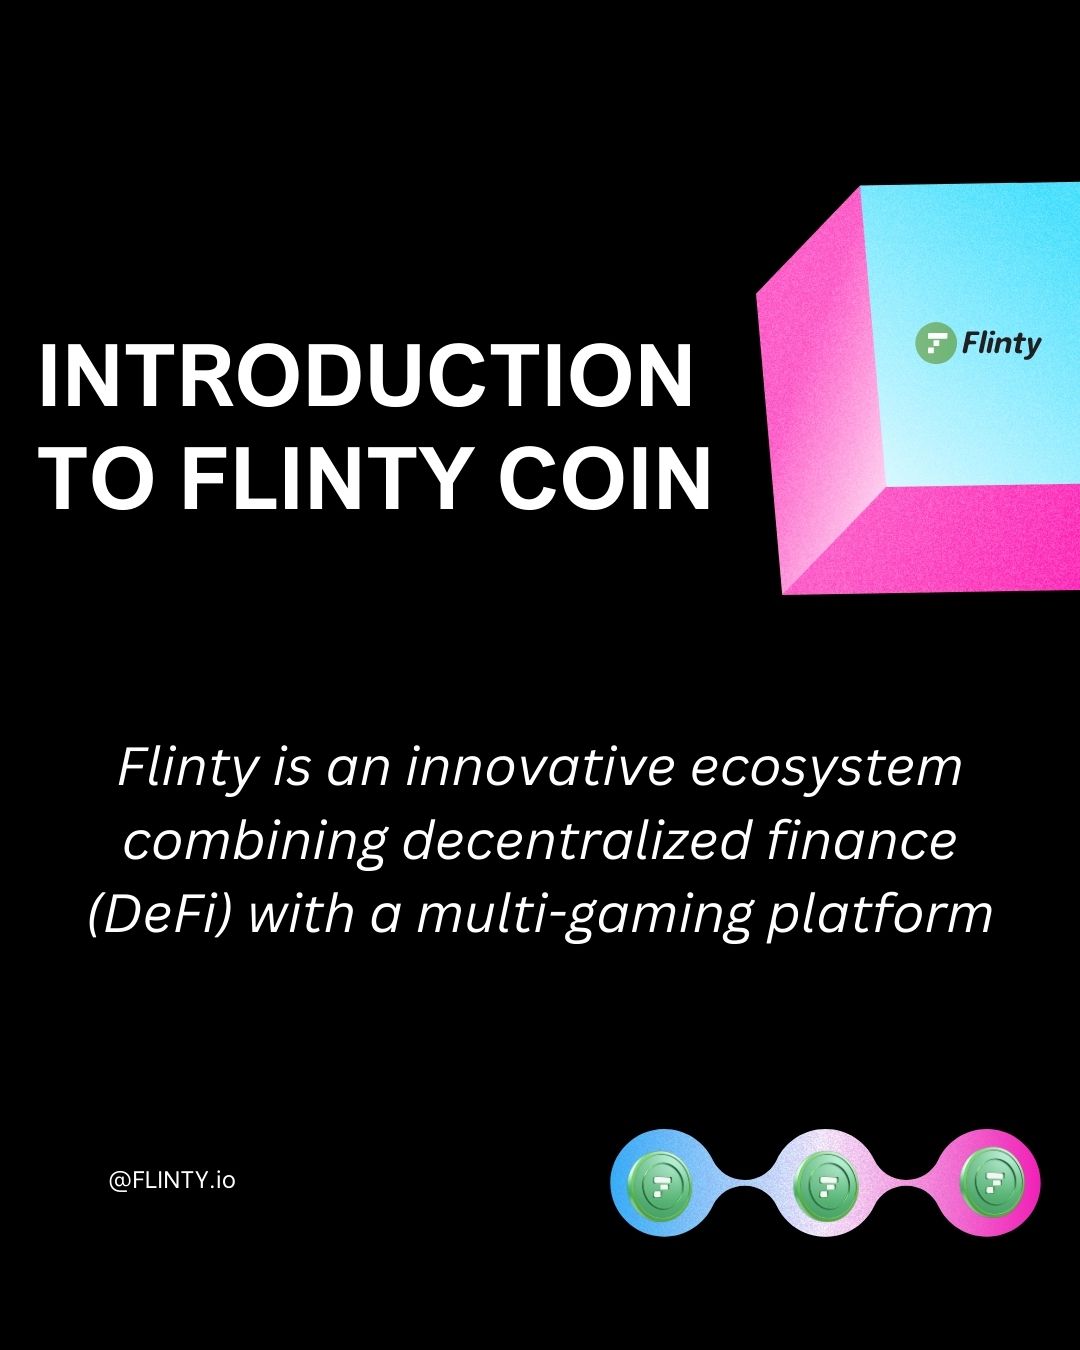 INTRODUCTION
TO FLINTY COIN
Flinty
Flinty is an innovative ecosystem
combining decentralized finance
(DeFi) with a multi-gaming platform
@FLINTY.io